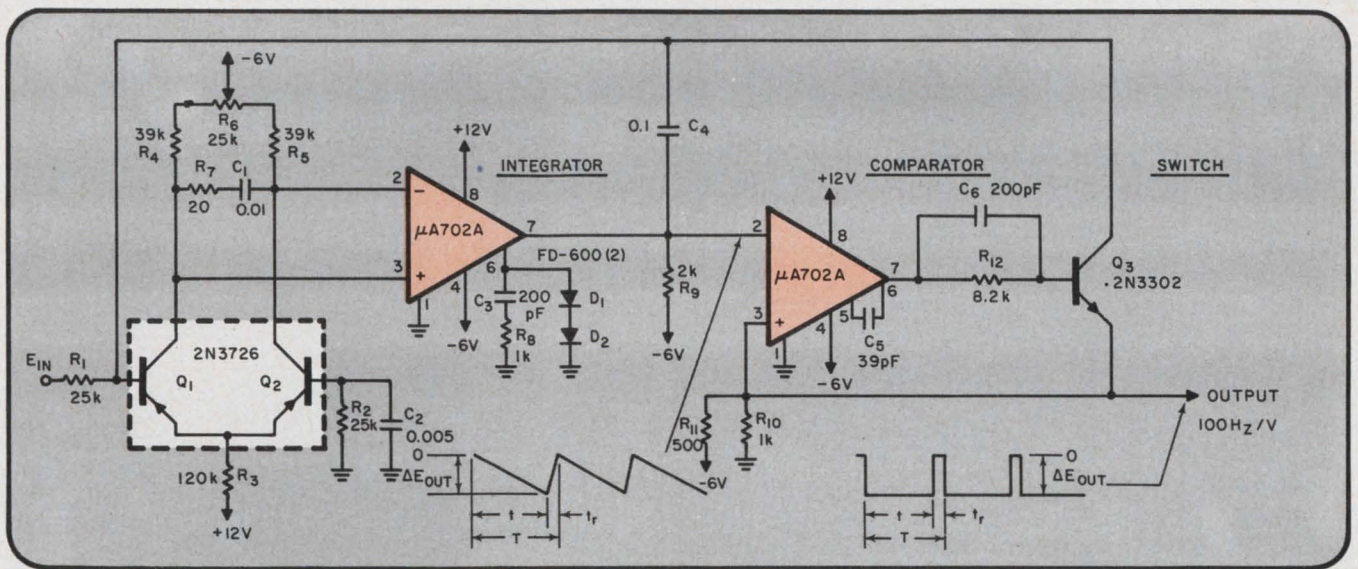 -6V
R6
25k
39k
R4
39k
R5
R7
C1
20
0.01
+12V
INTEGRATOR
2
−
8
μA702A
7
3
+
6
1
4
-6V
FD-600(2)
C3
200
pF
R8
1k
D1
D2
0.1
C4
2k
R9
-6V
COMPARATOR
+12V
2
8
μA702A
7
3
+
6
5
1
4
-6V
C5
39pF
C6 200pF
R12
8.2k
SWITCH
Q3
2N3302
2N3726
EIN
R1
25k
Q1
Q2
R2
25k
C2
0.005
120k
R3
+12V
R11
500
R10
1k
-6V
OUTPUT
100HZ/V
0
ΔEOUT
t
tr
T
0
ΔEOUT
t
tr
T